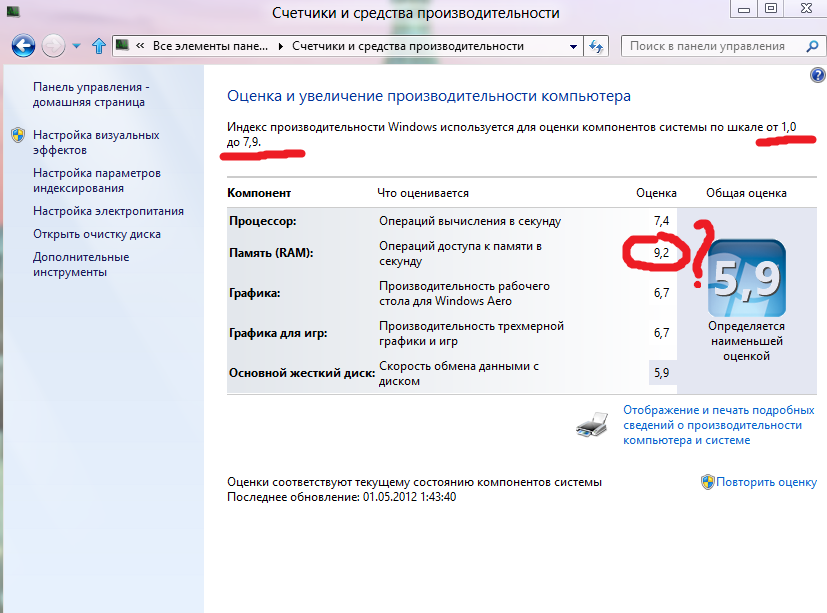 Счетчики и средства производительности
« Все элементы пане... Счетчики и средства производительности
Поиск в панели управления
Панель управления -
домашняя страница
Настройка визуальных
эффектов
Настройка параметров
индексирования
Настройка электропитания
Открыть очистку диска
Дополнительные
инструменты
Оценка и увеличение производительности компьютера
Индекс производительности Windows используется для оценки компонентов системы по шкале от 1,0
до 7,9.
Компонент Что оценивается Оценка Общая оценка
Процессор: Операций вычисления в секунду 7,4
Память (RAM): Операций доступа к памяти в
секунду 9,2 ?
Графика: Производительность рабочего
стола для Windows Aero 6,7
Графика для игр: Производительность трехмерной
графики и игр 6,7
Основной жесткий диск: Скорость обмена данными с
диском 5,9
5,9
Определяется
наименьшей
оценкой
Отображение и печать подробных
сведений о производительности
компьютера и системе
Оценки соответствуют текущему состоянию компонентов системы
Последнее обновление: 01.05.2012 1:43:40
Повторить оценку